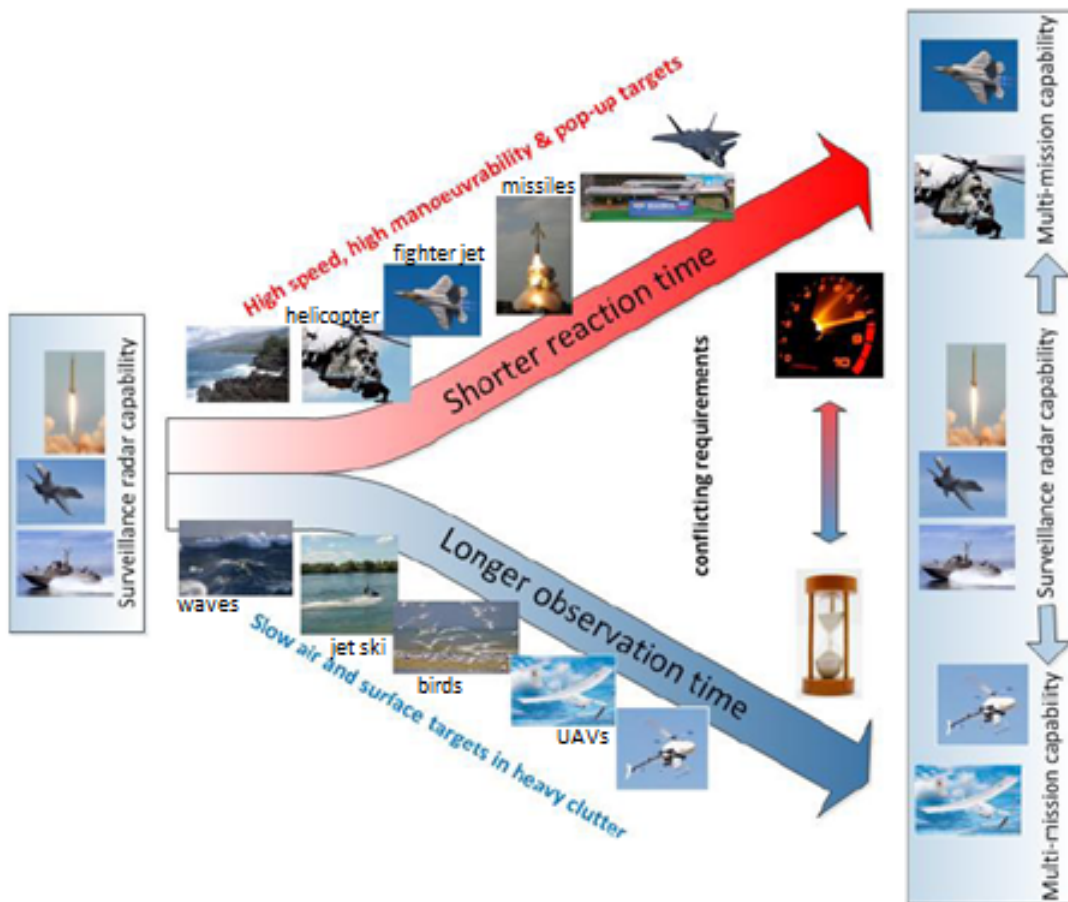 Surveillance radar capability
High speed, high manoeuvrability & pop-up targets
missiles
fighter jet
helicopter
Shorter reaction time
conflicting requirements
Longer observation time
waves
jet ski
birds
UAVs
Slow air and surface targets in heavy clutter
Multi-mission capability
Surveillance radar capability
Multi-mission capability